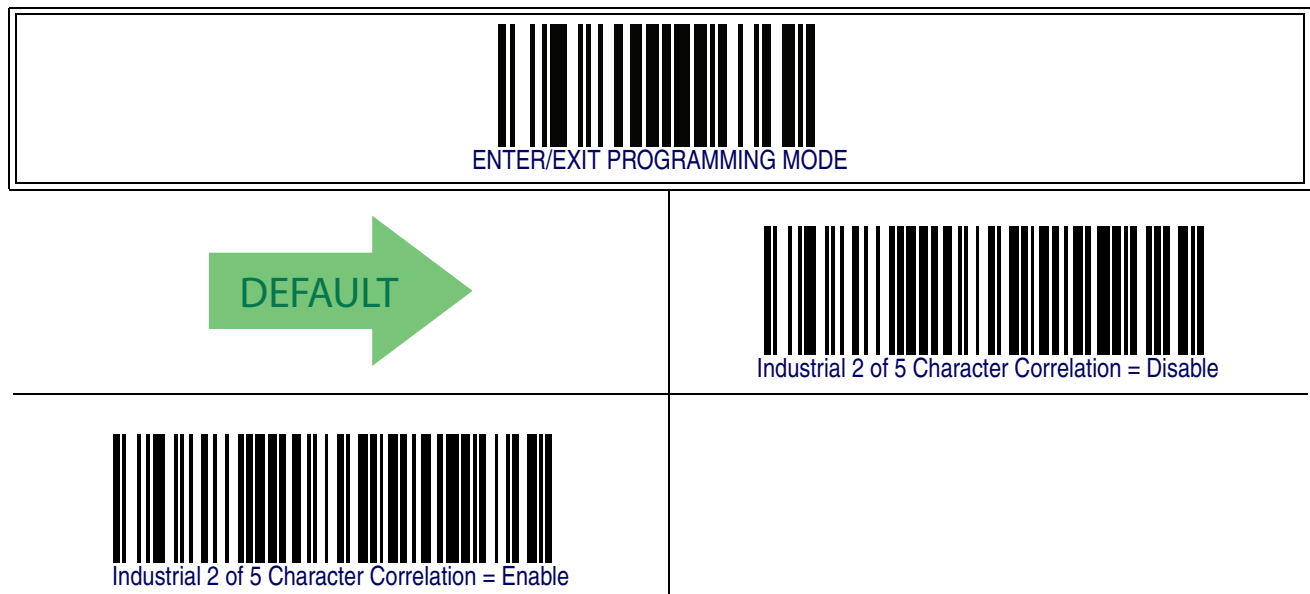 ENTER/EXIT PROGRAMMING MODE
DEFAULT
Industrial 2 of 5 Character Correlation = Disable
Industrial 2 of 5 Character Correlation = Enable